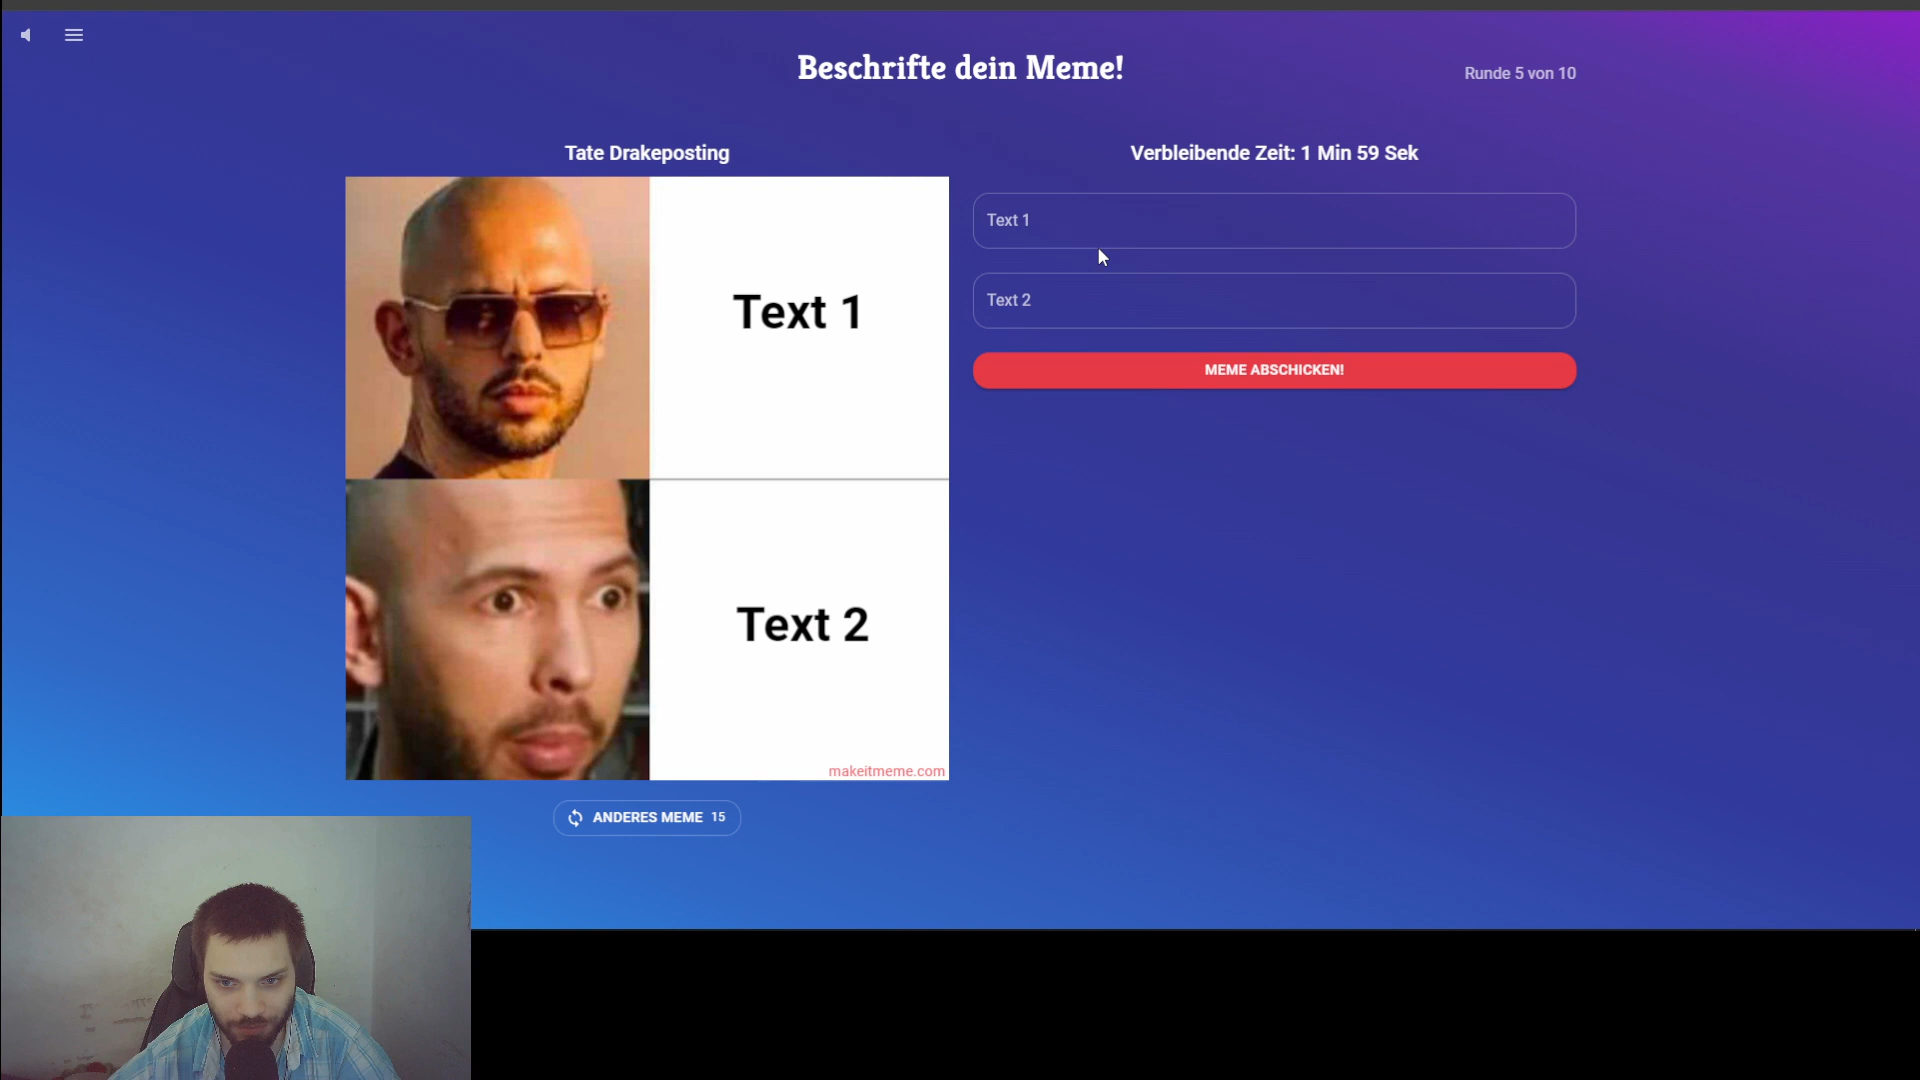 Beschrifte dein Meme!
Runde 5 von 10
Tate Drakeposting
Verbleibende Zeit: 1 Min 59 Sek
Text 1
Text 2
Text 1
Text 2
MEME ABSCHICKEN!
makeitmeme.com
ANDERES MEME 15